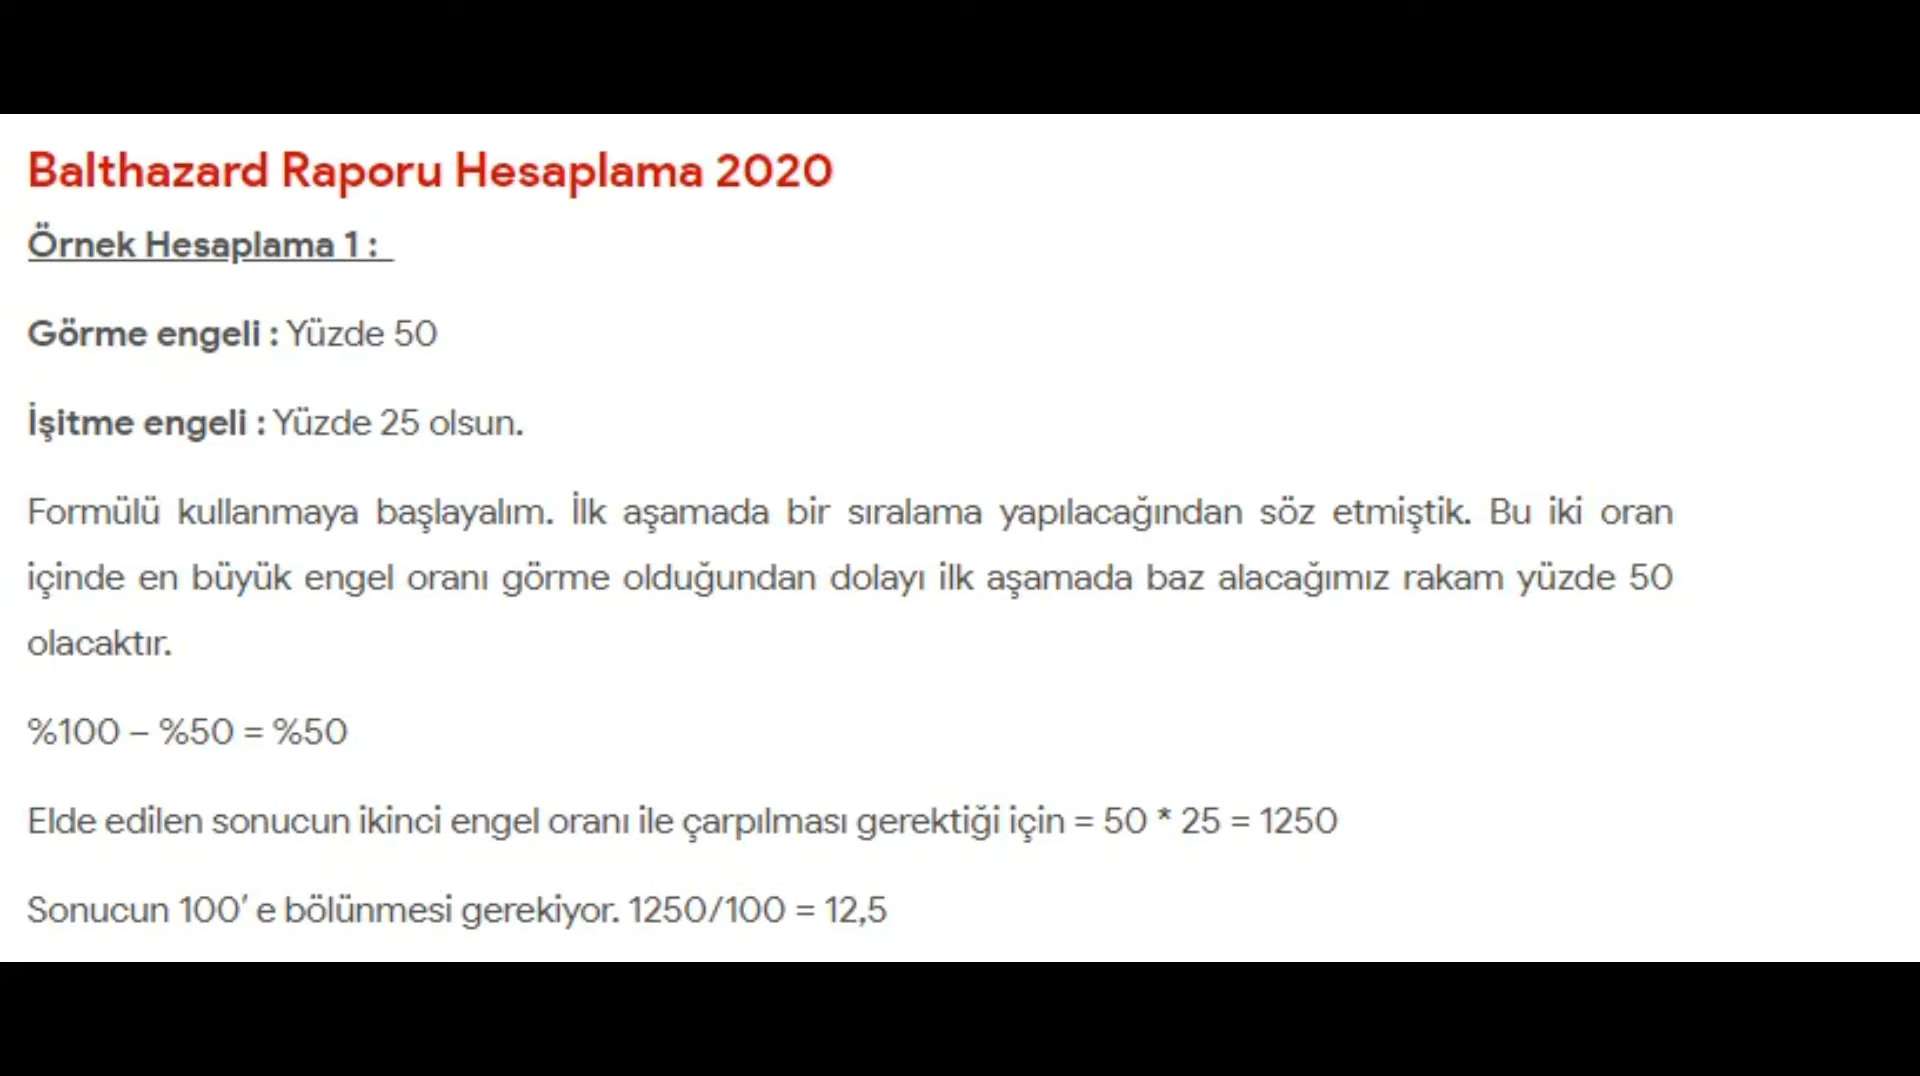 Balthazard Raporu Hesaplama 2020
Örnek Hesaplama 1 :
Görme engeli : Yüzde 50
İşitme engeli : Yüzde 25 olsun.
Formülü kullanmaya başlayalım. İlk aşamada bir sıralama yapılacağından söz etmiştik. Bu iki oran
içinde en büyük engel oranı görme olduğundan dolayı ilk aşamada baz alacağımız rakam yüzde 50
olacaktır.
%100 – %50 = %50
Elde edilen sonucun ikinci engel oranı ile çarpılması gerektiği için = 50 * 25 = 1250
Sonucun 100′ e bölünmesi gerekiyor. 1250/100 = 12,5